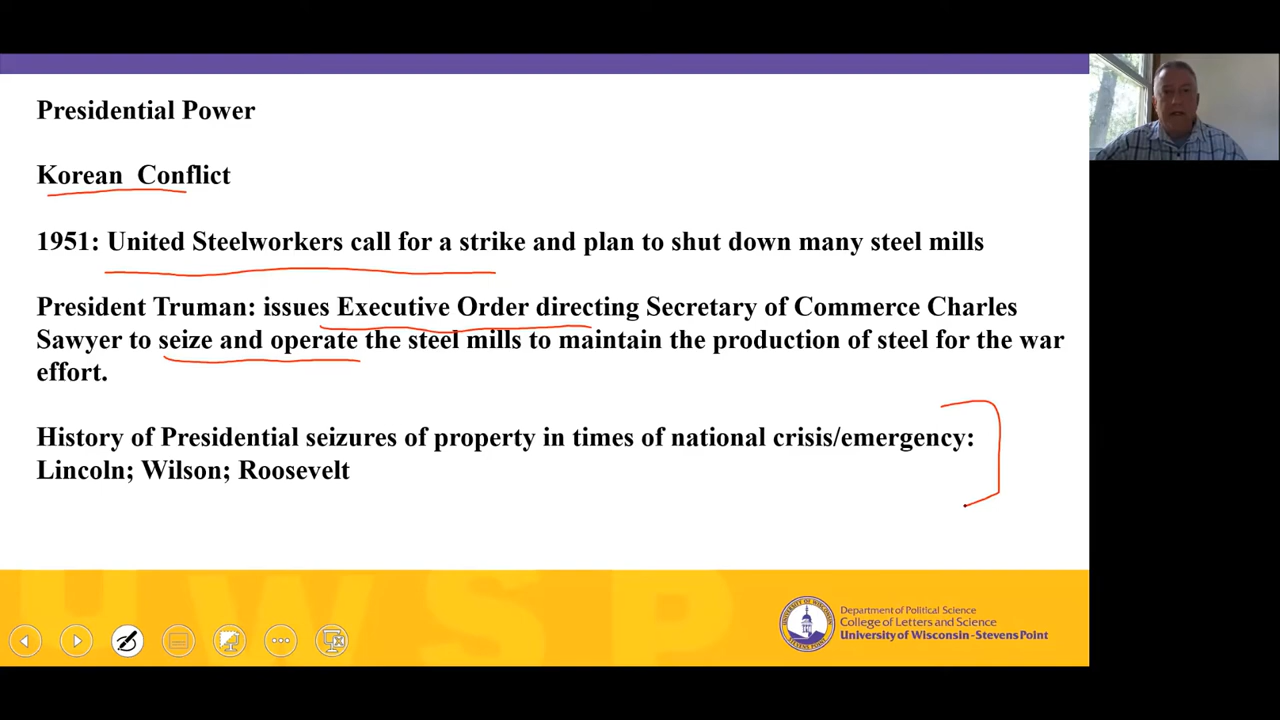 Presidential Power
Korean Conflict
1951: United Steelworkers call for a strike and plan to shut down many steel mills
President Truman: issues Executive Order directing Secretary of Commerce Charles
Sawyer to seize and operate the steel mills to maintain the production of steel for the war
effort.
History of Presidential seizures of property in times of national crisis/emergency:
Lincoln; Wilson; Roosevelt
UWSP
Department of Political Science
College of Letters and Science
University of Wisconsin - Stevens Point